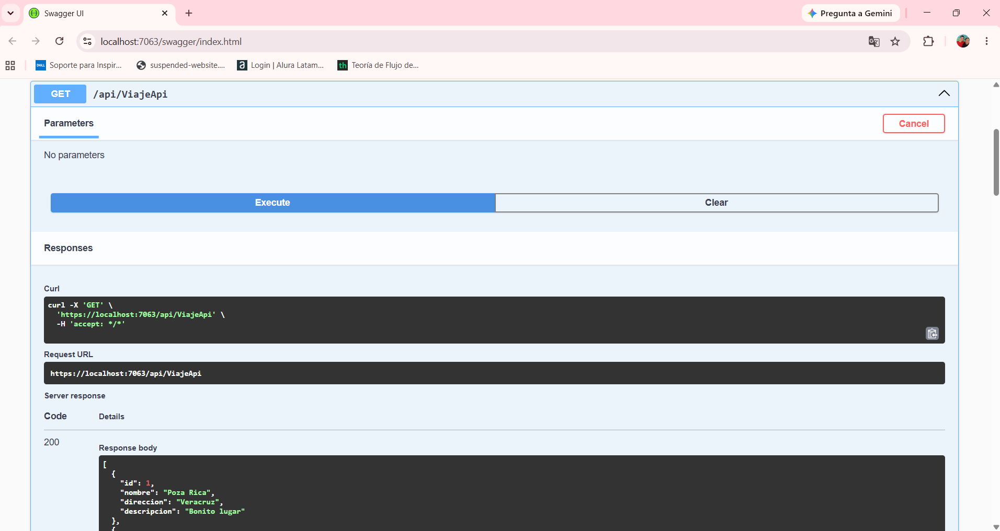 Swagger UI
Pregunta a Gemini
localhost:7063/swagger/index.html
DELL Soporte para Inspir...
suspended-website....
a Login | Alura Latam...
th Teoría de Flujo de...
GET /api/ViajeApi
Parameters
Cancel
No parameters
Execute
Clear
Responses
Curl
curl -X 'GET' \
'https://localhost:7063/api/ViajeApi' \
-H 'accept: */*'
Request URL
https://localhost:7063/api/ViajeApi
Server response
Code Details
200
Response body
[
{
"id": 1,
"nombre": "Poza Rica",
"direccion": "Veracruz",
"descripcion": "Bonito lugar"
},
{